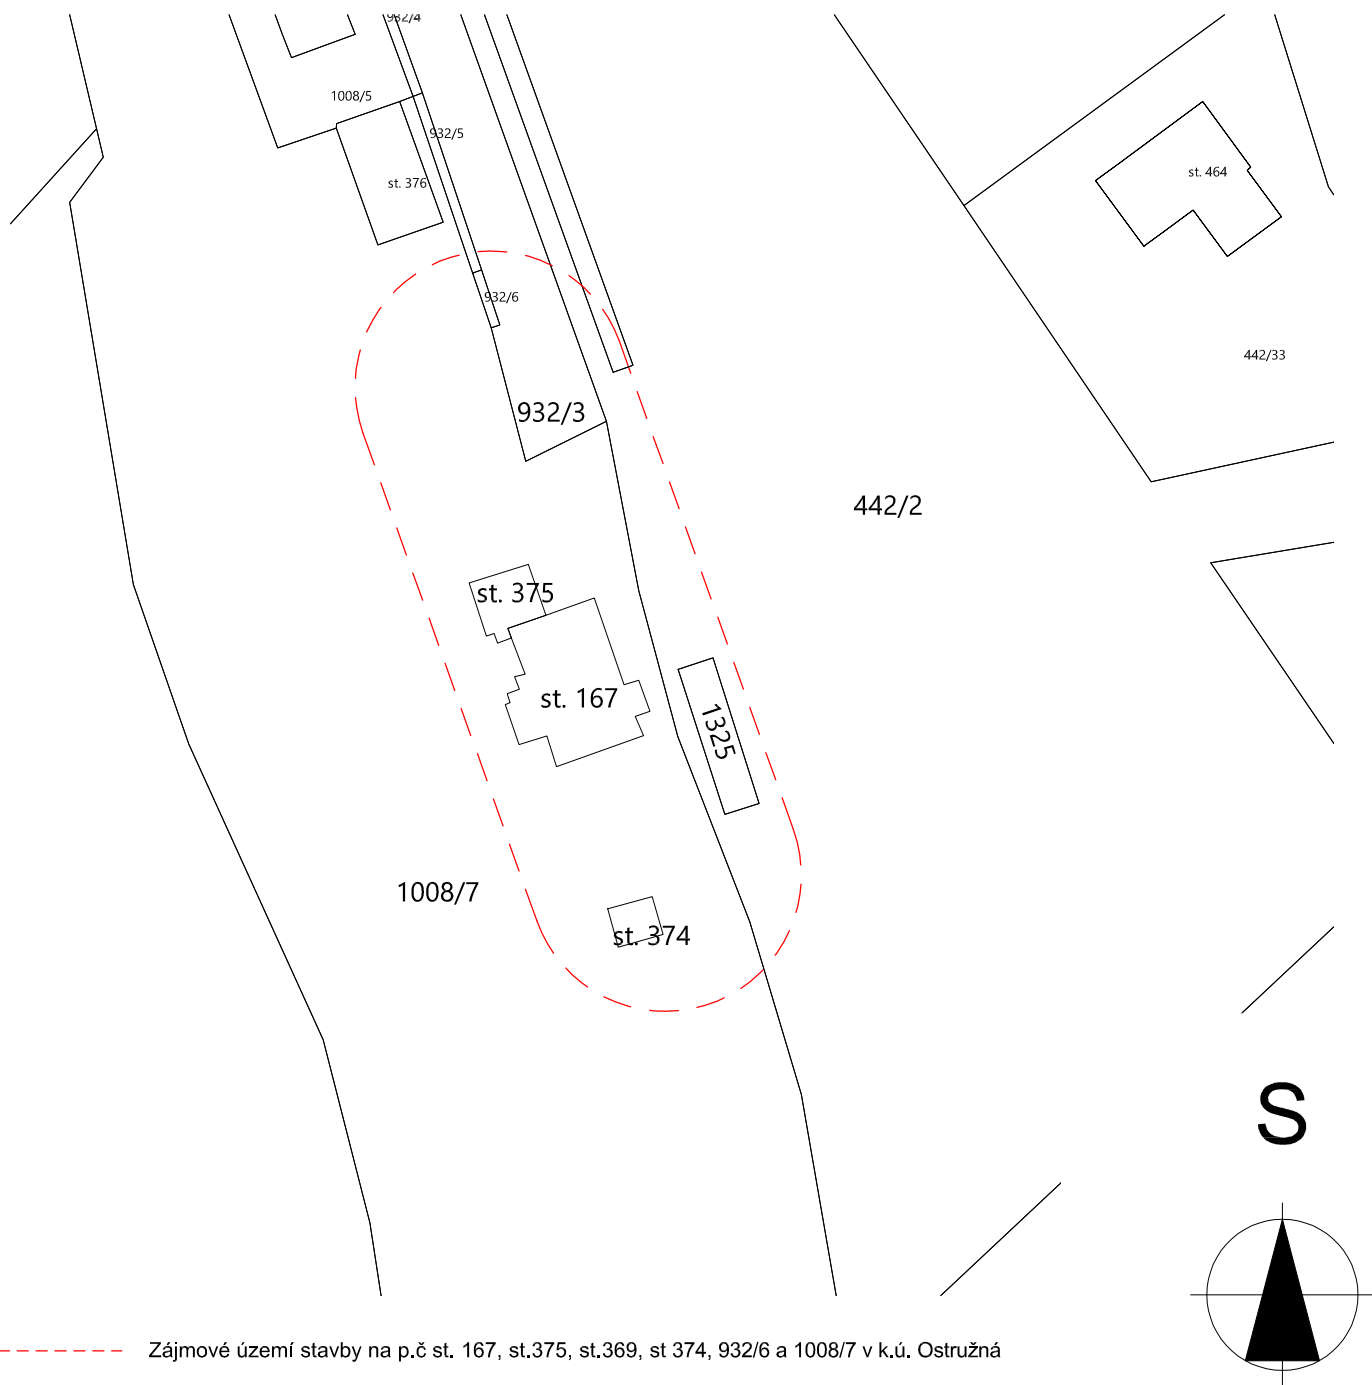 932/4
1008/5
932/5
st. 376
st. 464
932/6
442/33
932/3
442/2
st. 375
st. 167
1325
1008/7
st. 374
S
Zájmové území stavby na p.č st. 167, st.375, st.369, st 374, 932/6 a 1008/7 v k.ú. Ostružná